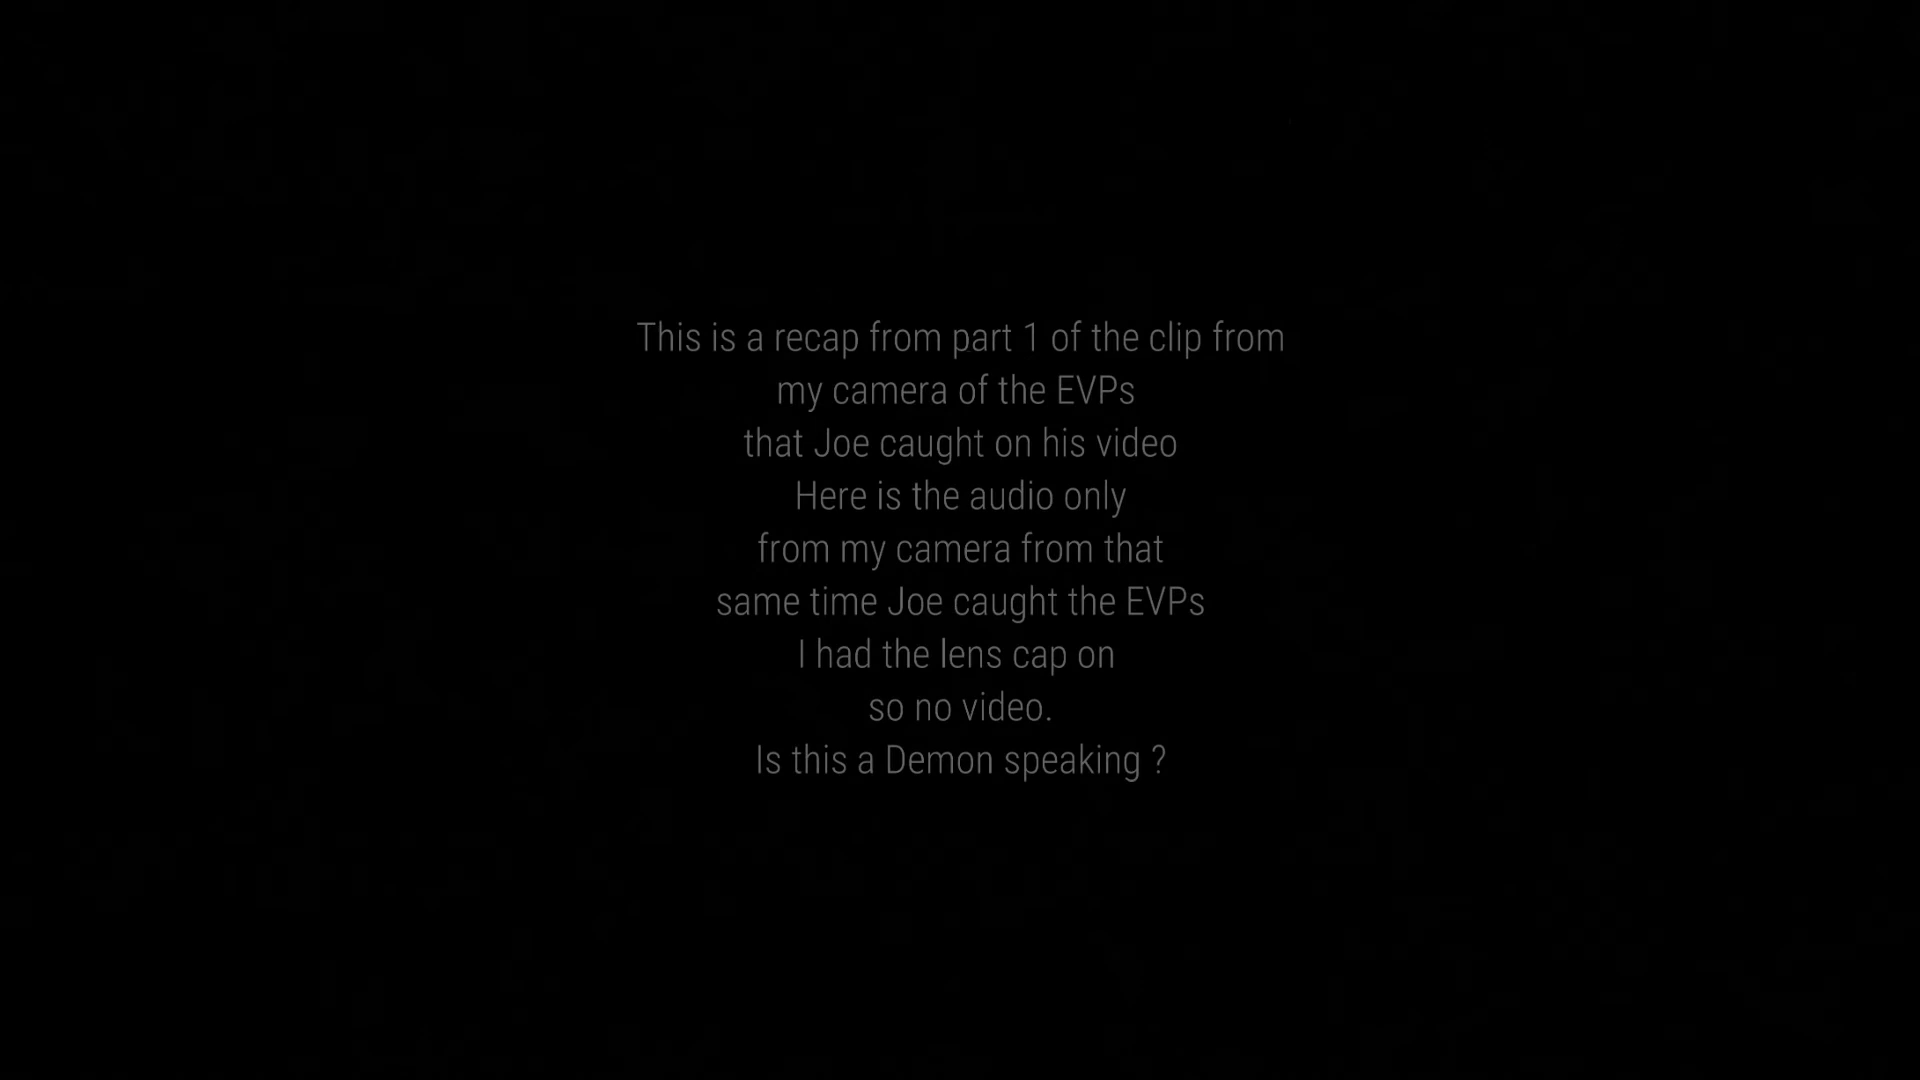 This is a recap from part 1 of the clip from
my camera of the EVPs
that Joe caught on his video
Here is the audio only
from my camera from that
same time Joe caught the EVPs
I had the lens cap on
so no video.
Is this a Demon speaking ?